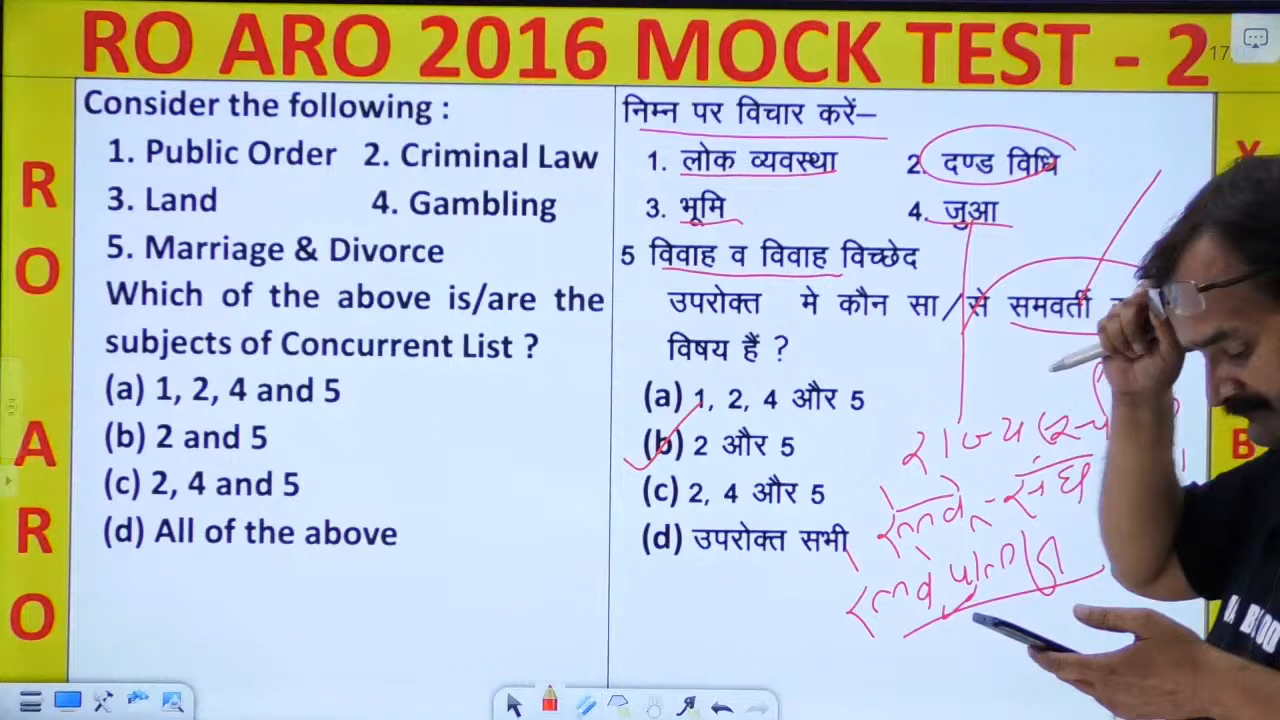 RO ARO 2016 MOCK TEST - 2
17
R
O
A
R
O
Consider the following :
1. Public Order 2. Criminal Law
3. Land 4. Gambling
5. Marriage & Divorce
Which of the above is/are the
subjects of Concurrent List ?
(a) 1, 2, 4 and 5
(b) 2 and 5
(c) 2, 4 and 5
(d) All of the above
निम्न पर विचार करें–
1. लोक व्यवस्था 2. दण्ड विधि
3. भूमि 4. जुआ
5 विवाह व विवाह विच्छेद
उपरोक्त मे कौन सा/से समवर्ती
विषय हैं ?
(a) 1, 2, 4 और 5
(b) 2 और 5
(c) 2, 4 और 5
(d) उपरोक्त सभी
राज्य
रेलवे - संघ
रेलवे
B